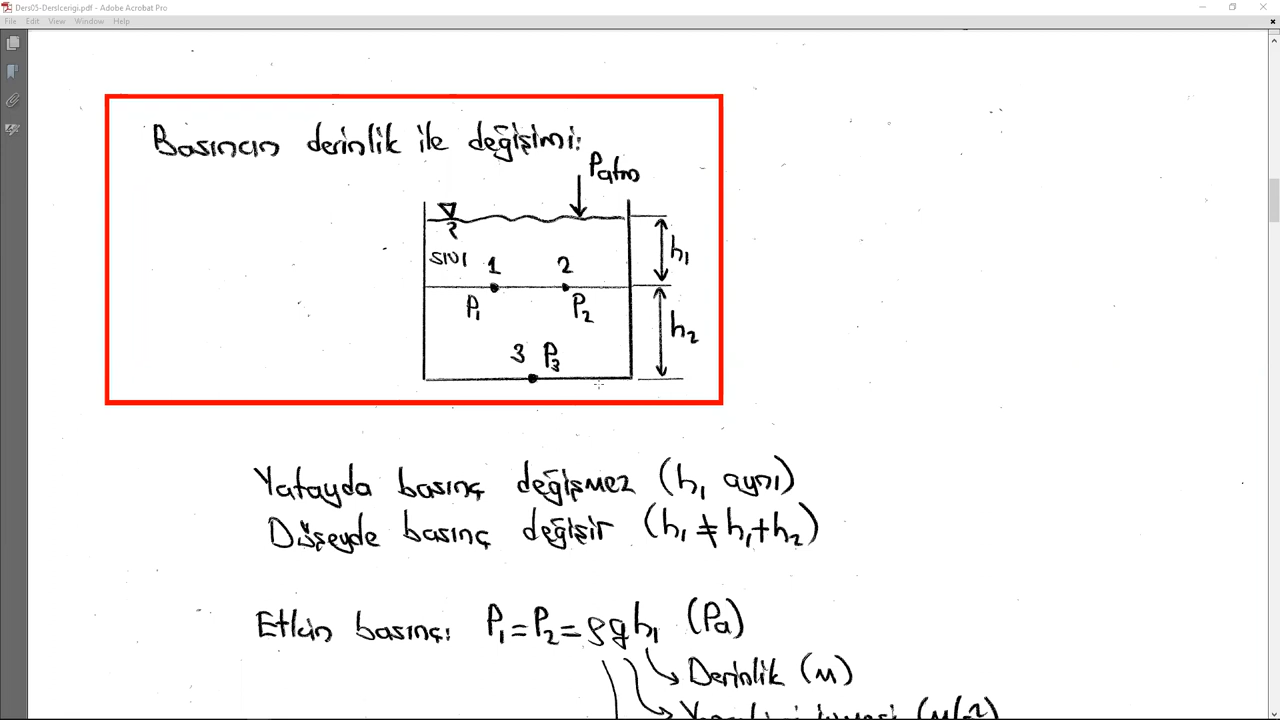 Ders05-DersIcerigi.pdf - Adobe Acrobat Pro
File Edit View Window Help
Basıncın derinlik ile değişimi:
Patm
sıvı
1 2
h1
P1 P2
h2
3 P3
Yatayda basınç değişmez (h1 aynı)
Düşeyde basınç değişir (h1 ≠ h1+h2)
Etkin basınç: P1 = P2 = ρgh1 (Pa)
Derinlik (m)